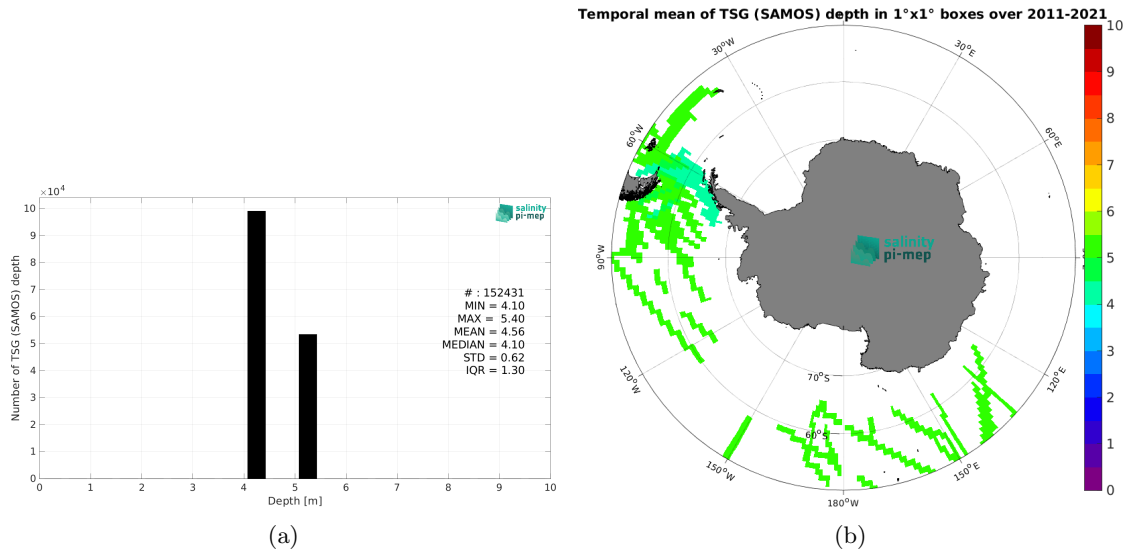 ×10⁴
10
9
8
7
6
5
4
3
2
1
0
Number of TSG (SAMOS) depth
salinity
pi-mep
# : 152431
MIN = 4.10
MAX = 5.40
MEAN = 4.56
MEDIAN = 4.10
STD = 0.62
IQR = 1.30
0 1 2 3 4 5 6 7 8 9 10
Depth [m]
(a)
Temporal mean of TSG (SAMOS) depth in 1°x1° boxes over 2011-2021
30°W
30°E
60°W
60°E
90°W
salinity
pi-mep
120°W
120°E
70°S
60°S
150°W
150°E
180°W
10
9
8
7
6
5
4
3
2
1
0
(b)